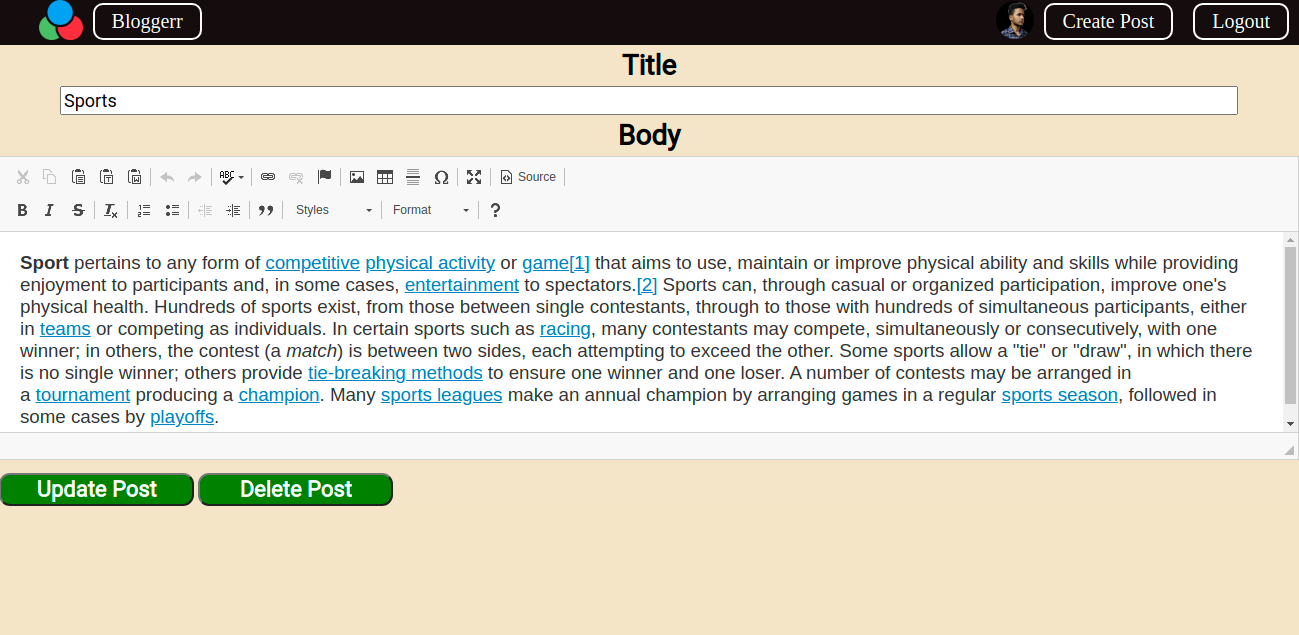 Bloggerr Create Post Logout
Title
Sports
Body
ABC Ω Source
B I S Tx Styles Format ?
Sport pertains to any form of competitive physical activity or game[1] that aims to use, maintain or improve physical ability and skills while providing
enjoyment to participants and, in some cases, entertainment to spectators.[2] Sports can, through casual or organized participation, improve one's
physical health. Hundreds of sports exist, from those between single contestants, through to those with hundreds of simultaneous participants, either
in teams or competing as individuals. In certain sports such as racing, many contestants may compete, simultaneously or consecutively, with one
winner; in others, the contest (a match) is between two sides, each attempting to exceed the other. Some sports allow a "tie" or "draw", in which there
is no single winner; others provide tie-breaking methods to ensure one winner and one loser. A number of contests may be arranged in
a tournament producing a champion. Many sports leagues make an annual champion by arranging games in a regular sports season, followed in
some cases by playoffs.
Update Post Delete Post